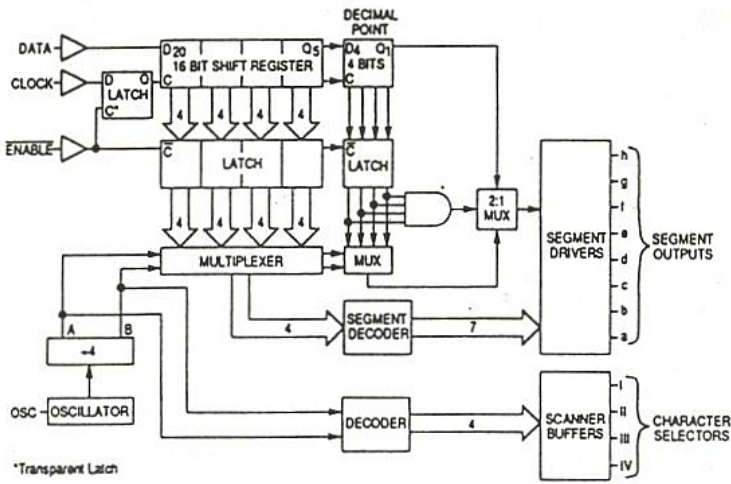 DECIMAL
POINT
DATA
D20 Q5
16 BIT SHIFT REGISTER
D4 Q1
4 BITS
CLOCK
D Q
LATCH
C*
C
C
4 4 4 4
ENABLE
C
LATCH
C
LATCH
4 4 4 4
2:1
MUX
MULTIPLEXER
MUX
SEGMENT
DRIVERS
h
g
f
e
d
c
b
a
SEGMENT
OUTPUTS
A B
÷4
4
SEGMENT
DECODER
7
OSC
OSCILLATOR
DECODER
4
SCANNER
BUFFERS
I
II
III
IV
CHARACTER
SELECTORS
*Transparent Latch